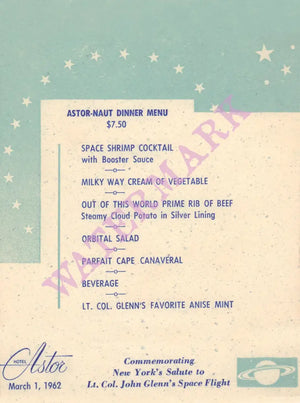 ASTOR-NAUT DINNER MENU
$7.50
SPACE SHRIMP COCKTAIL
with Booster Sauce
MILKY WAY CREAM OF VEGETABLE
OUT OF THIS WORLD PRIME RIB OF BEEF
Steamy Cloud Potato in Silver Lining
ORBITAL SALAD
PARFAIT CAPE CANAVÉRAL
BEVERAGE
LT. COL. GLENN'S FAVORITE ANISE MINT
WATERMARK
HOTEL
Astor
March 1, 1962
Commemorating
New York's Salute to
Lt. Col. John Glenn's Space Flight